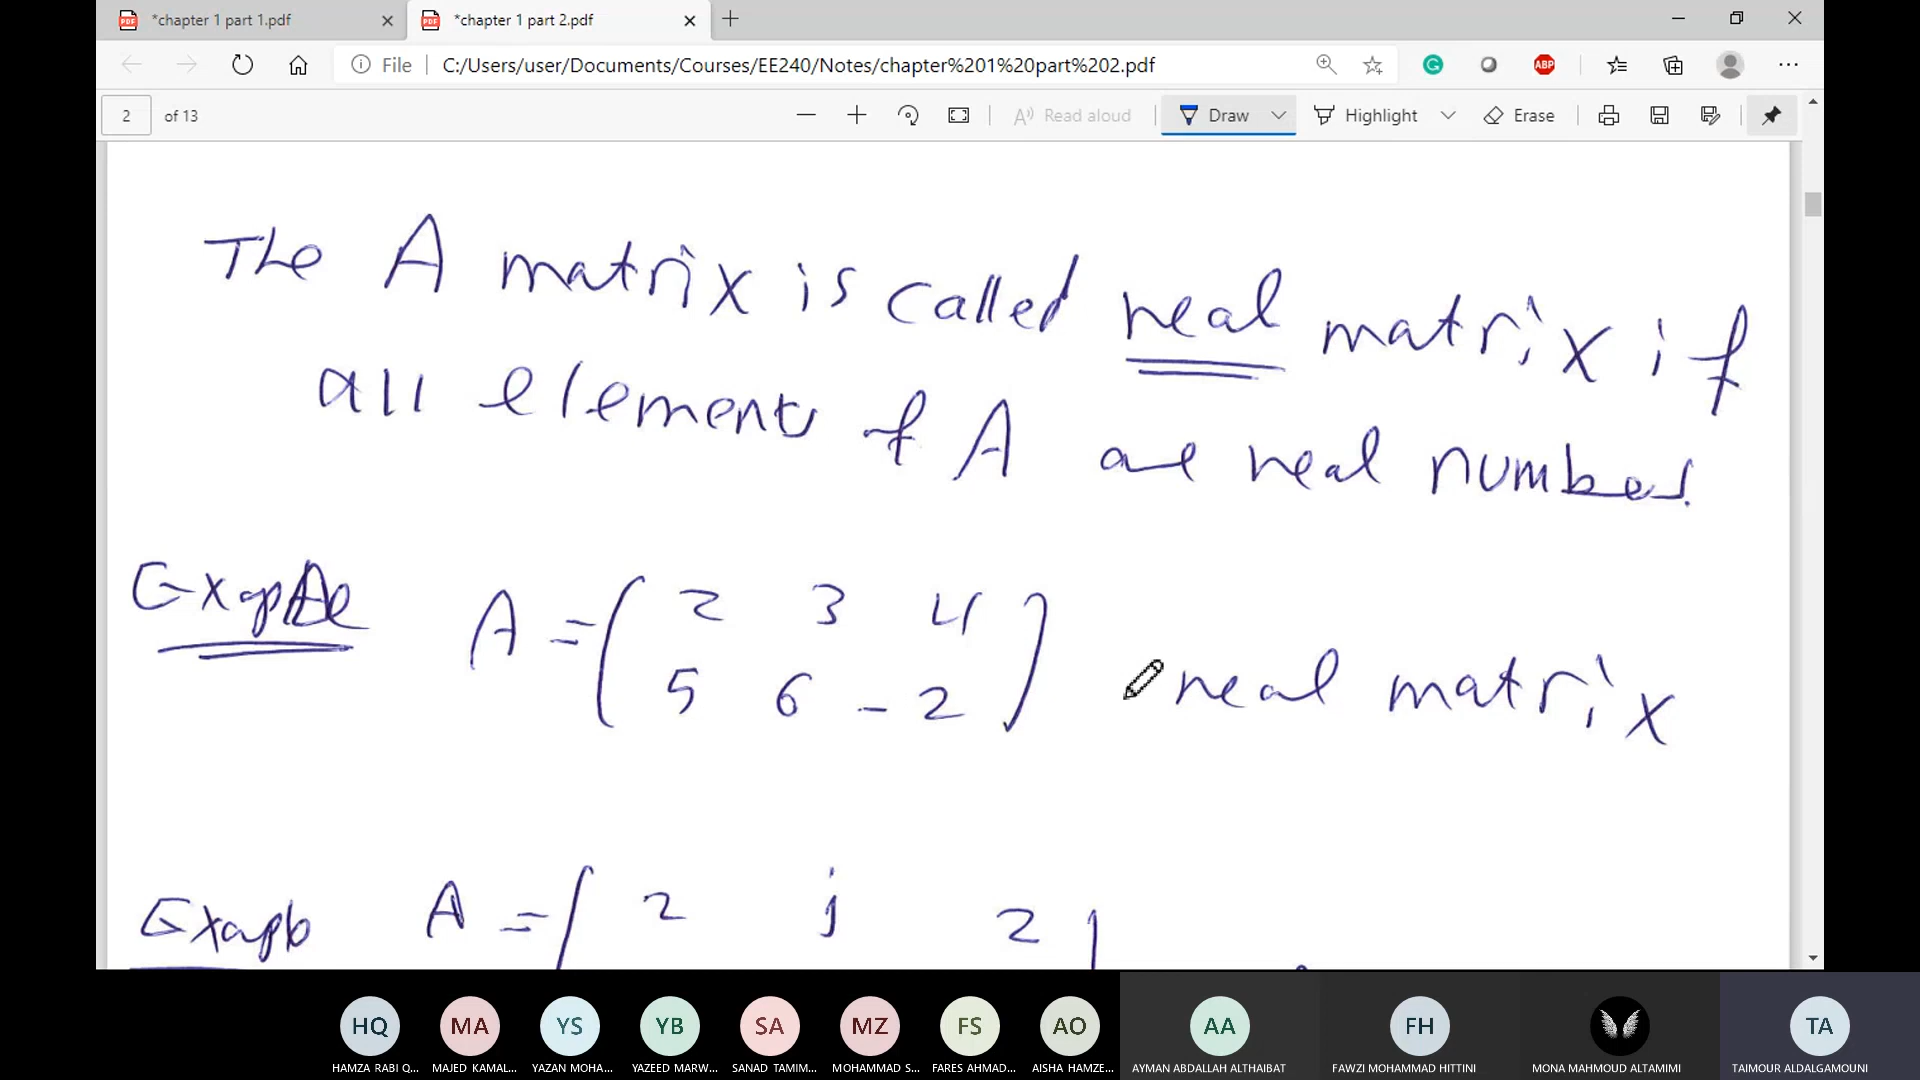 *chapter 1 part 1.pdf
*chapter 1 part 2.pdf
File
C:/Users/user/Documents/Courses/EE240/Notes/chapter%201%20part%202.pdf
ABP
2 of 13
Read aloud
Draw
Highlight
Erase
The A matrix is called real matrix if
all elements of A are real numbers.
A = ( 2 3 4
5 6 -2 ) real matrix
A = ( 2 j 2
HQ MA YS YB SA MZ FS AO AA FH TA
HAMZA RABI Q... MAJED KAMAL... YAZAN MOHA... YAZEED MARW... SANAD TAMIM... MOHAMMAD S... FARES AHMAD... AISHA HAMZE... AYMAN ABDALLAH ALTHAIBAT FAWZI MOHAMMAD HITTINI MONA MAHMOUD ALTAMIMI TAIMOUR ALDALGAMOUNI